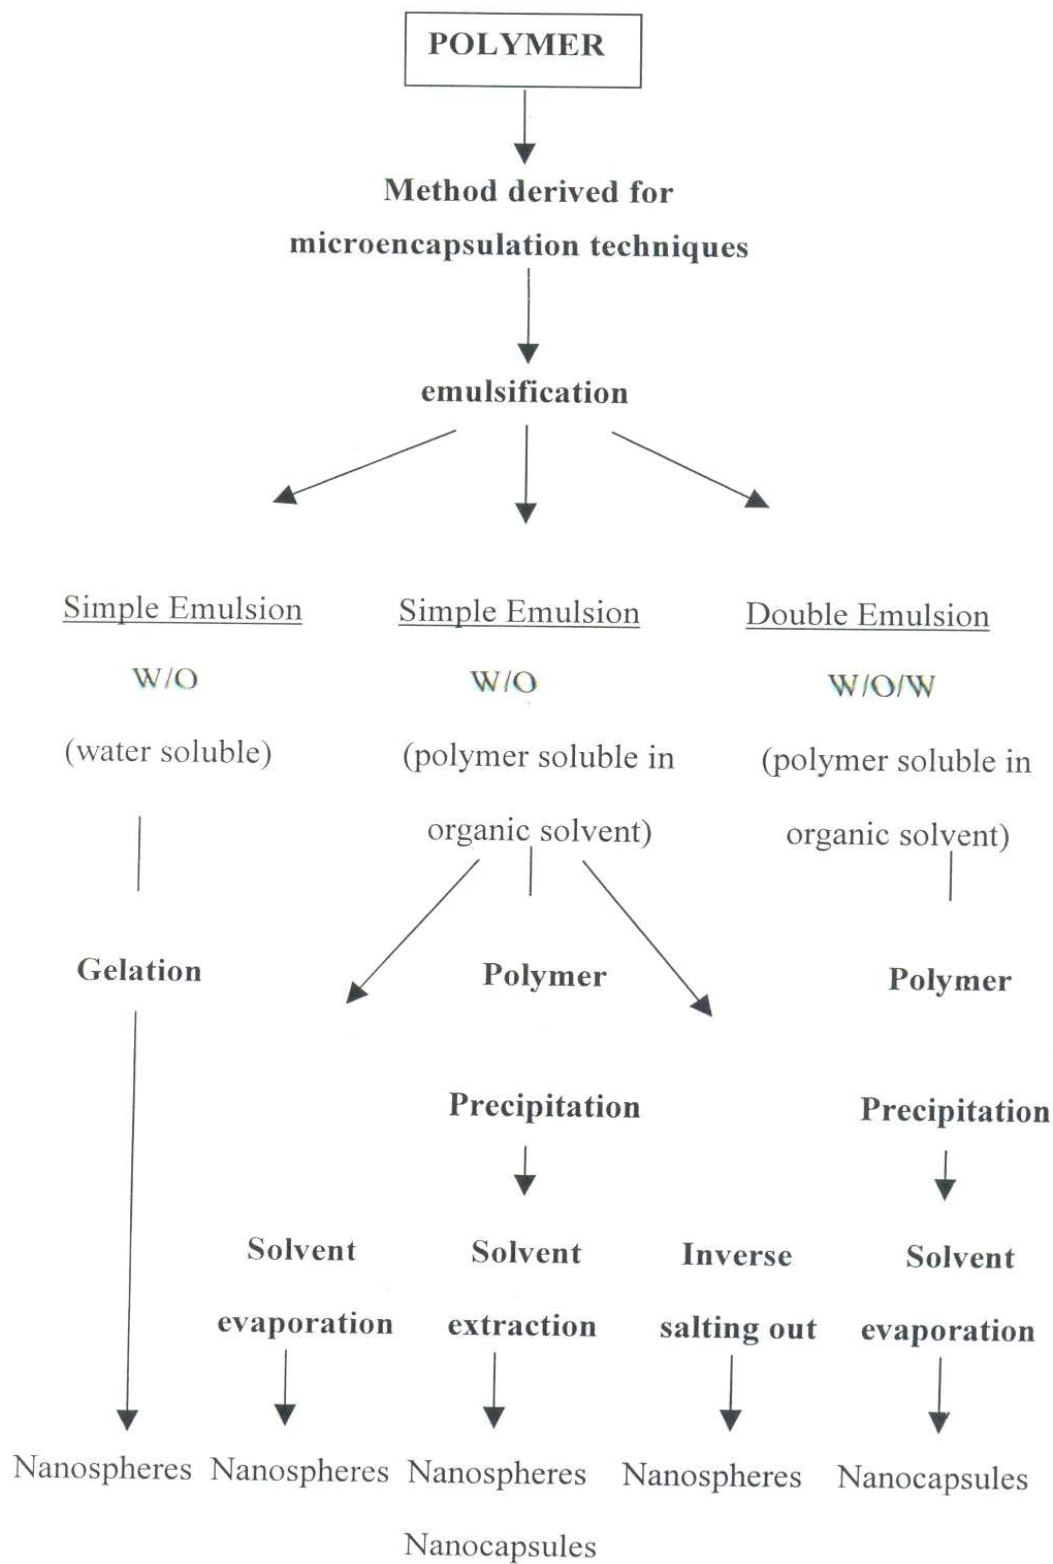 POLYMER
Method derived for
microencapsulation techniques
emulsification
Simple Emulsion
W/O
(water soluble)
Gelation
Simple Emulsion
W/O
(polymer soluble in
organic solvent)
Polymer
Precipitation
Double Emulsion
W/O/W
(polymer soluble in
organic solvent)
Polymer
Precipitation
Solvent
evaporation
Solvent
extraction
Inverse
salting out
Solvent
evaporation
Nanospheres
Nanospheres
Nanospheres
Nanocapsules
Nanospheres
Nanocapsules